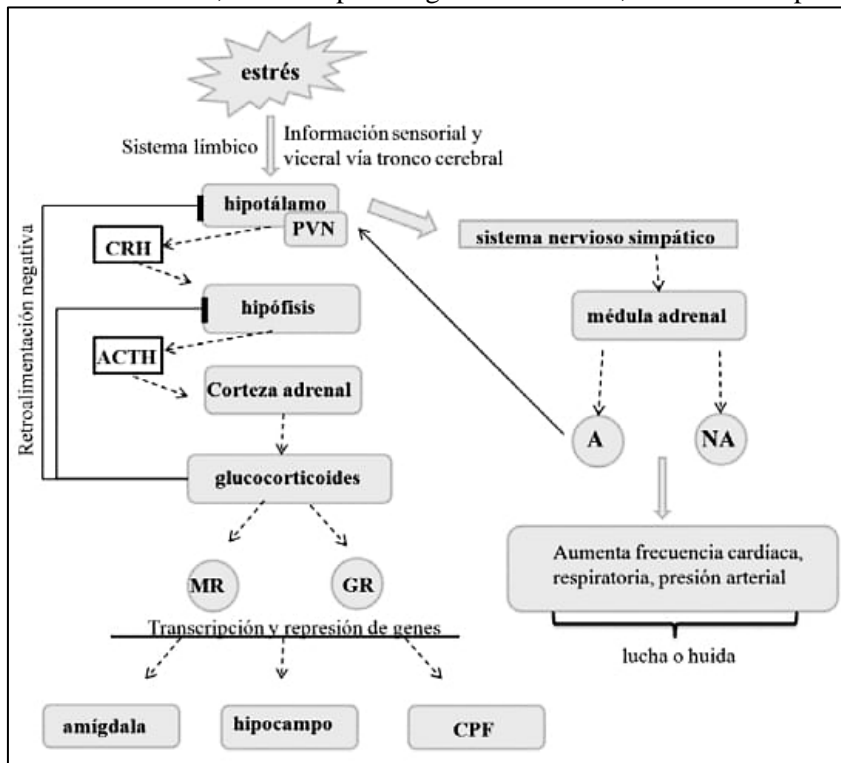 estrés
Sistema límbico
Información sensorial y
viceral vía tronco cerebral
hipotálamo
PVN
sistema nervioso simpático
CRH
Retroalimentación negativa
hipófisis
médula adrenal
ACTH
Corteza adrenal
A
NA
glucocorticoides
Aumenta frecuencia cardíaca,
respiratoria, presión arterial
MR
GR
Transcripción y represión de genes
lucha o huida
amígdala
hipocampo
CPF